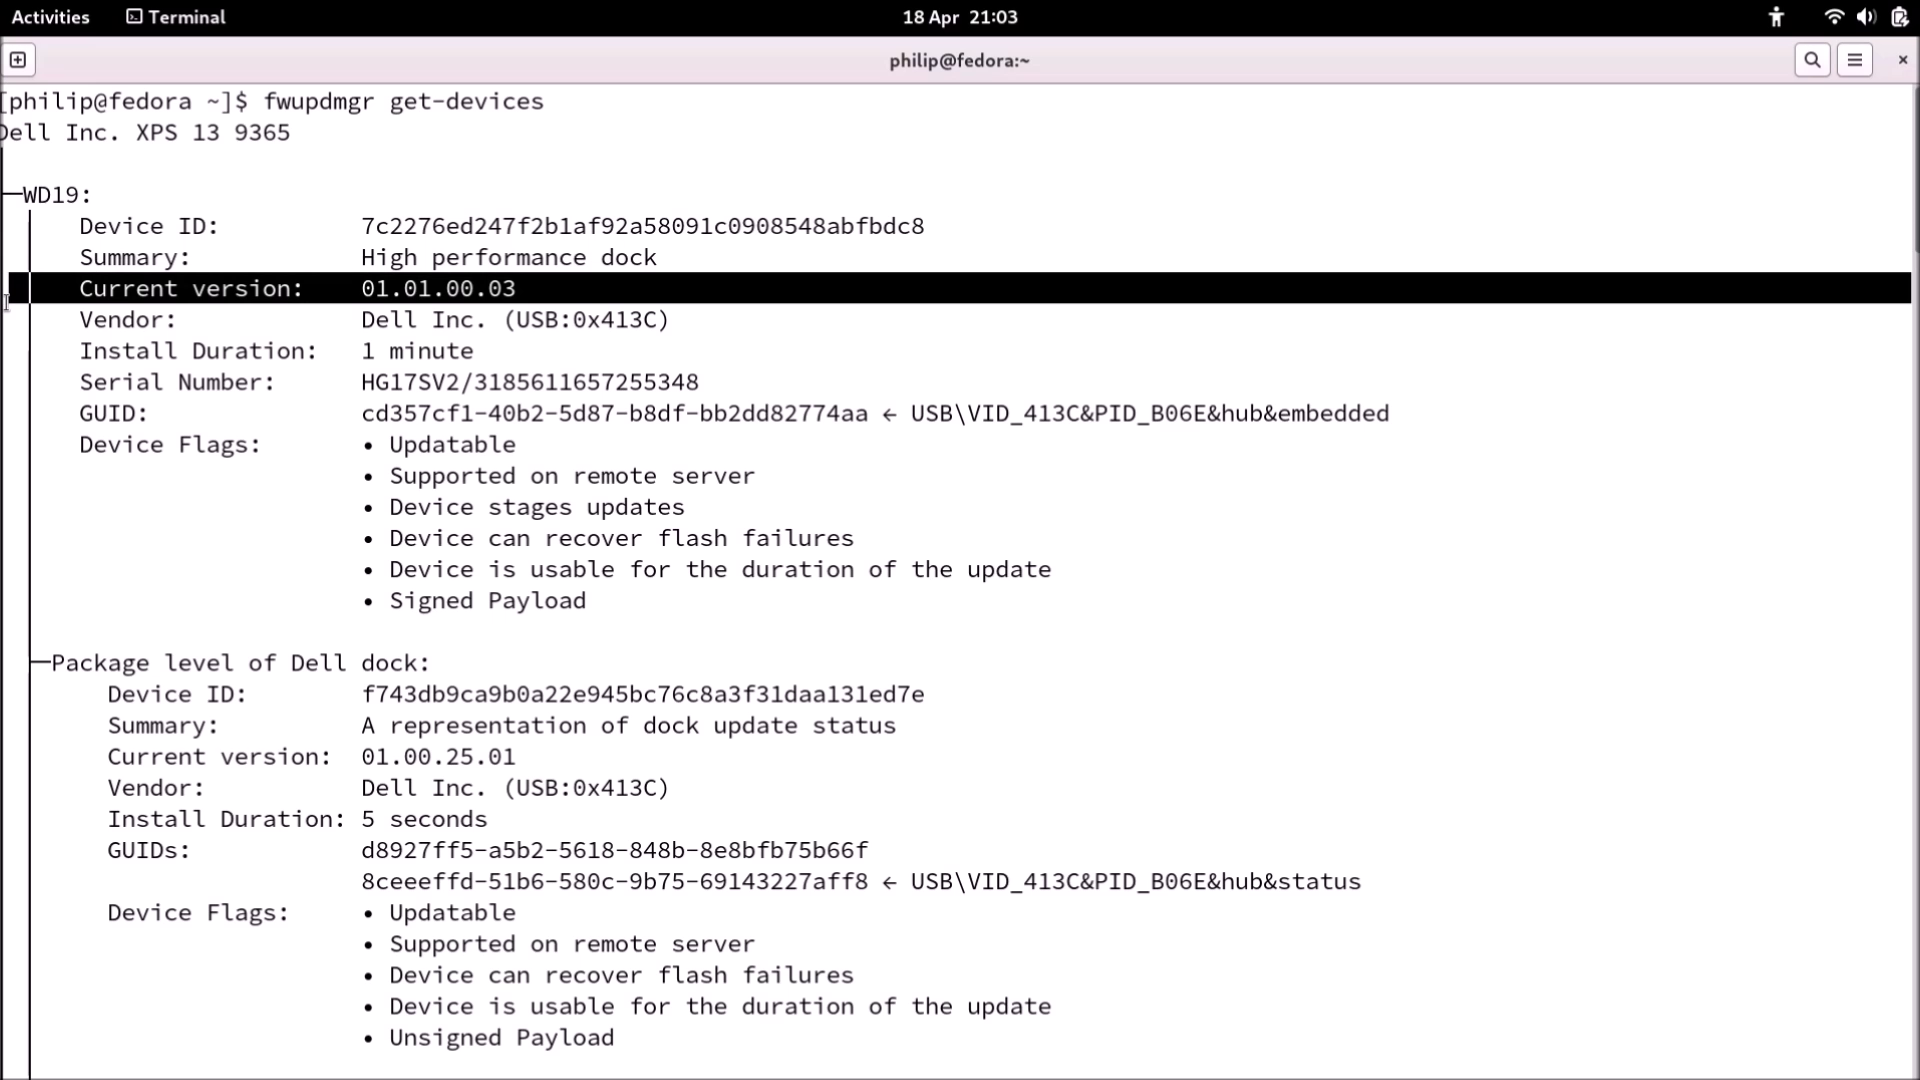 Activities Terminal 18 Apr 21:03
philip@fedora:~
[philip@fedora ~]$ fwupdmgr get-devices
Dell Inc. XPS 13 9365
WD19:
Device ID: 7c2276ed247f2b1af92a58091c0908548abfbdc8
Summary: High performance dock
Current version: 01.01.00.03
Vendor: Dell Inc. (USB:0x413C)
Install Duration: 1 minute
Serial Number: HG17SV2/3185611657255348
GUID: cd357cf1-40b2-5d87-b8df-bb2dd82774aa ← USB\VID_413C&PID_B06E&hub&embedded
Device Flags: • Updatable
• Supported on remote server
• Device stages updates
• Device can recover flash failures
• Device is usable for the duration of the update
• Signed Payload
Package level of Dell dock:
Device ID: f743db9ca9b0a22e945bc76c8a3f31daa131ed7e
Summary: A representation of dock update status
Current version: 01.00.25.01
Vendor: Dell Inc. (USB:0x413C)
Install Duration: 5 seconds
GUIDs: d8927ff5-a5b2-5618-848b-8e8bfb75b66f
8ceeeffd-51b6-580c-9b75-69143227aff8 ← USB\VID_413C&PID_B06E&hub&status
Device Flags: • Updatable
• Supported on remote server
• Device can recover flash failures
• Device is usable for the duration of the update
• Unsigned Payload